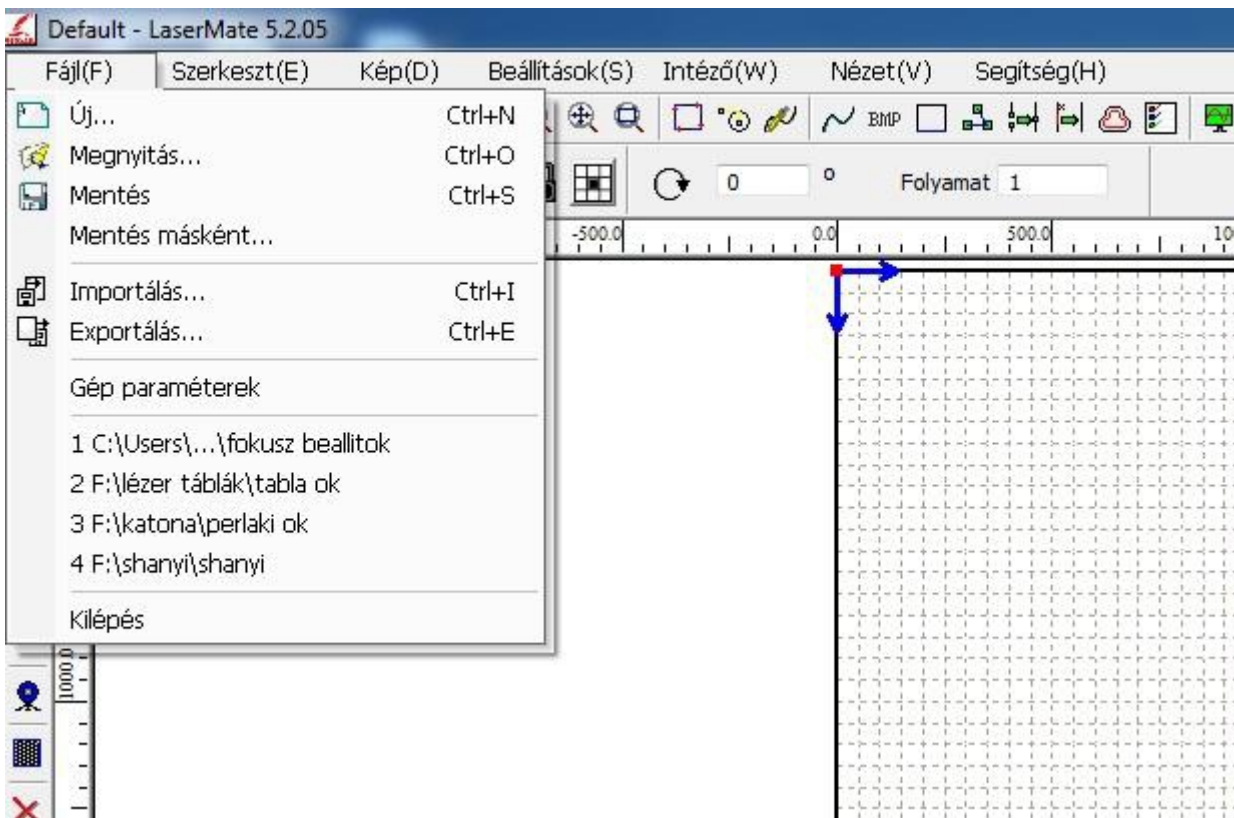 Default - LaserMate 5.2.05
Fájl(F) Szerkeszt(E) Kép(D) Beállítások(S) Intéző(W) Nézet(V) Segítség(H)
Új... Ctrl+N
BMP
Megnyitás... Ctrl+O
Mentés Ctrl+S
0 ° Folyamat 1
Mentés másként...
-500.0 0.0 500.0
Importálás... Ctrl+I
Exportálás... Ctrl+E
Gép paraméterek
1 C:\Users\...\fokusz beallitok
2 F:\lézer táblák\tabla ok
3 F:\katona\perlaki ok
4 F:\shanyi\shanyi
Kilépés
1000.0